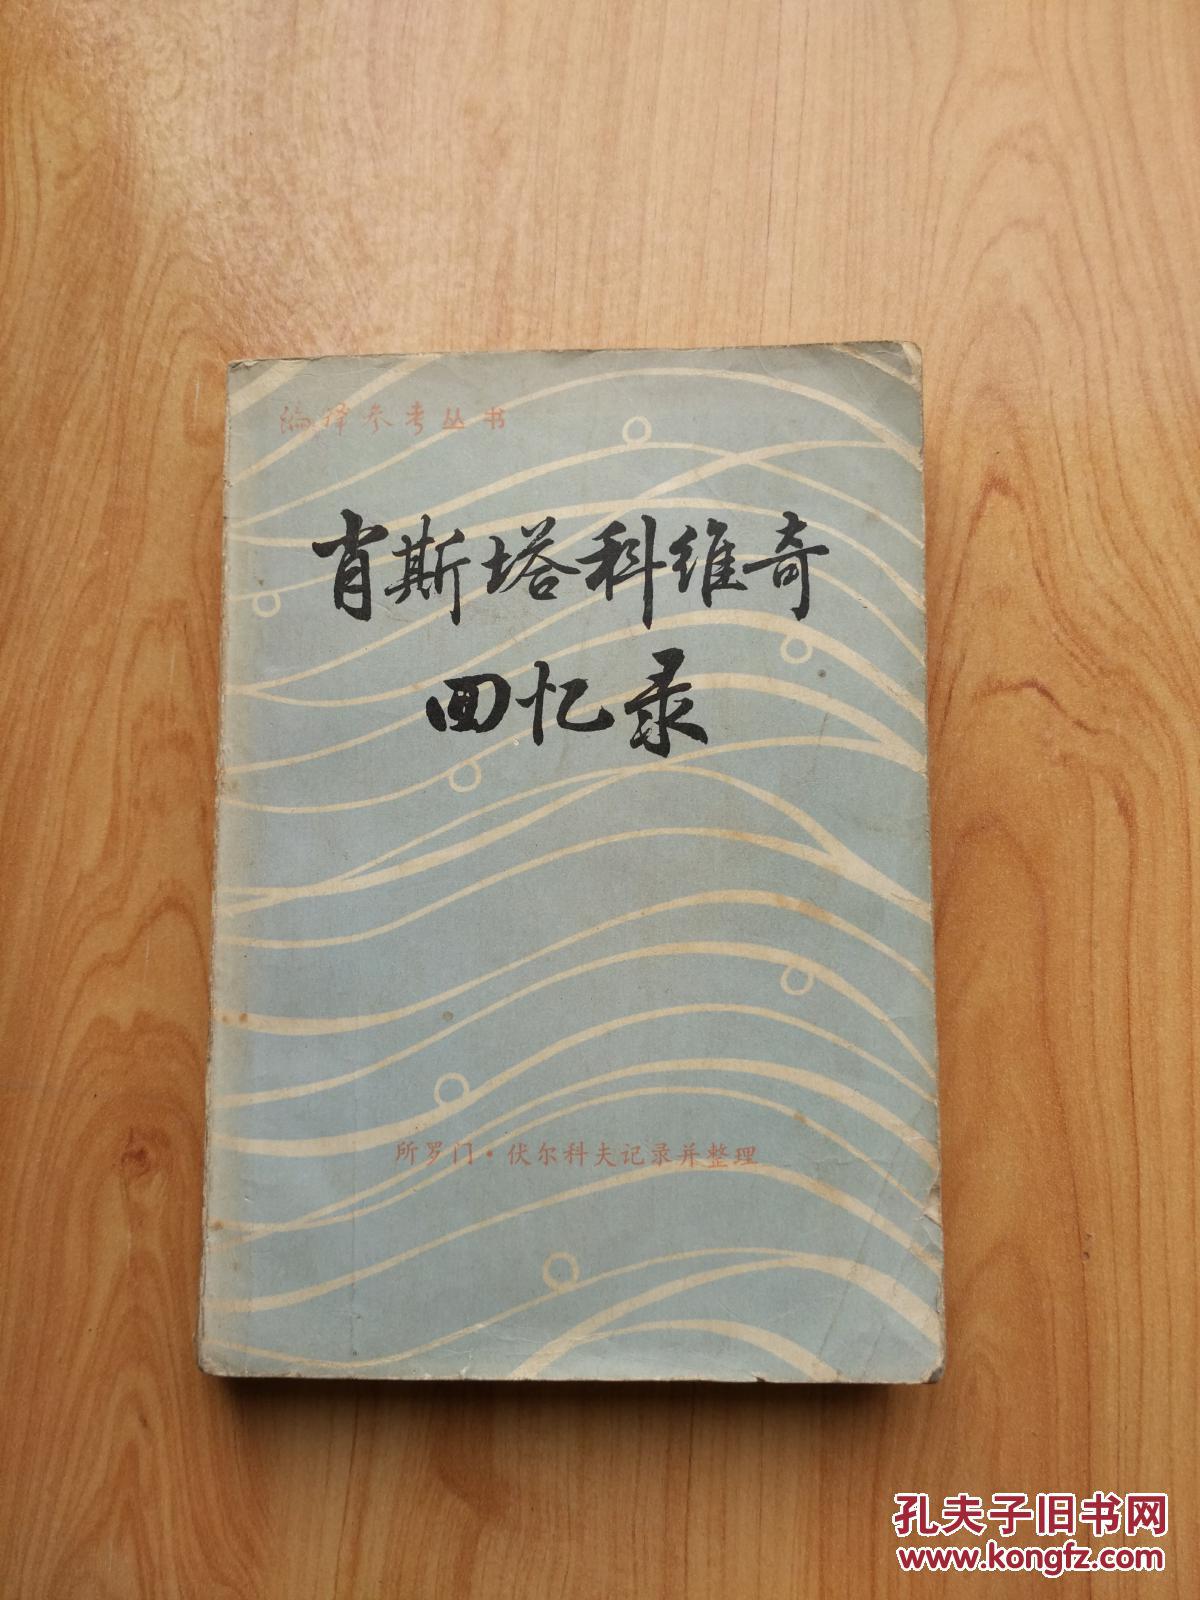 编译参考丛书
肖斯塔科维奇
回忆录
所罗门·伏尔科夫记录并整理
孔夫子旧书网
www.kongfz.com